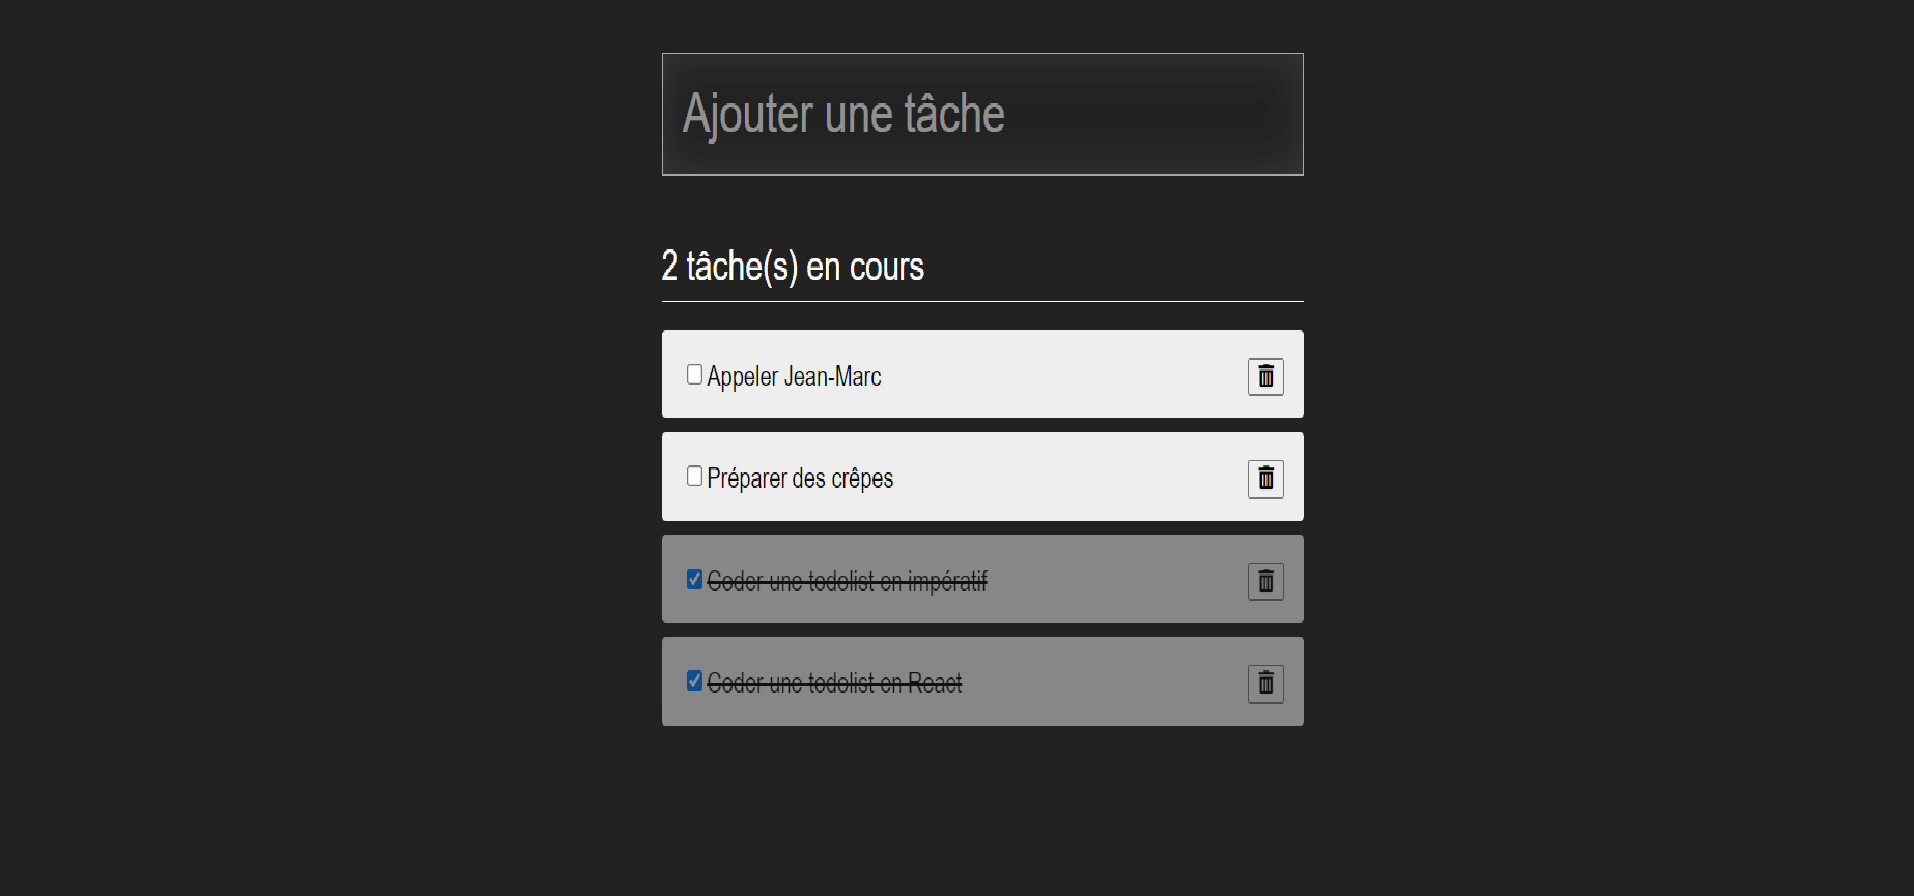 Ajouter une tâche
2 tâche(s) en cours
Appeler Jean-Marc
Préparer des crêpes
Coder une todolist en impératif
Coder une todolist en React